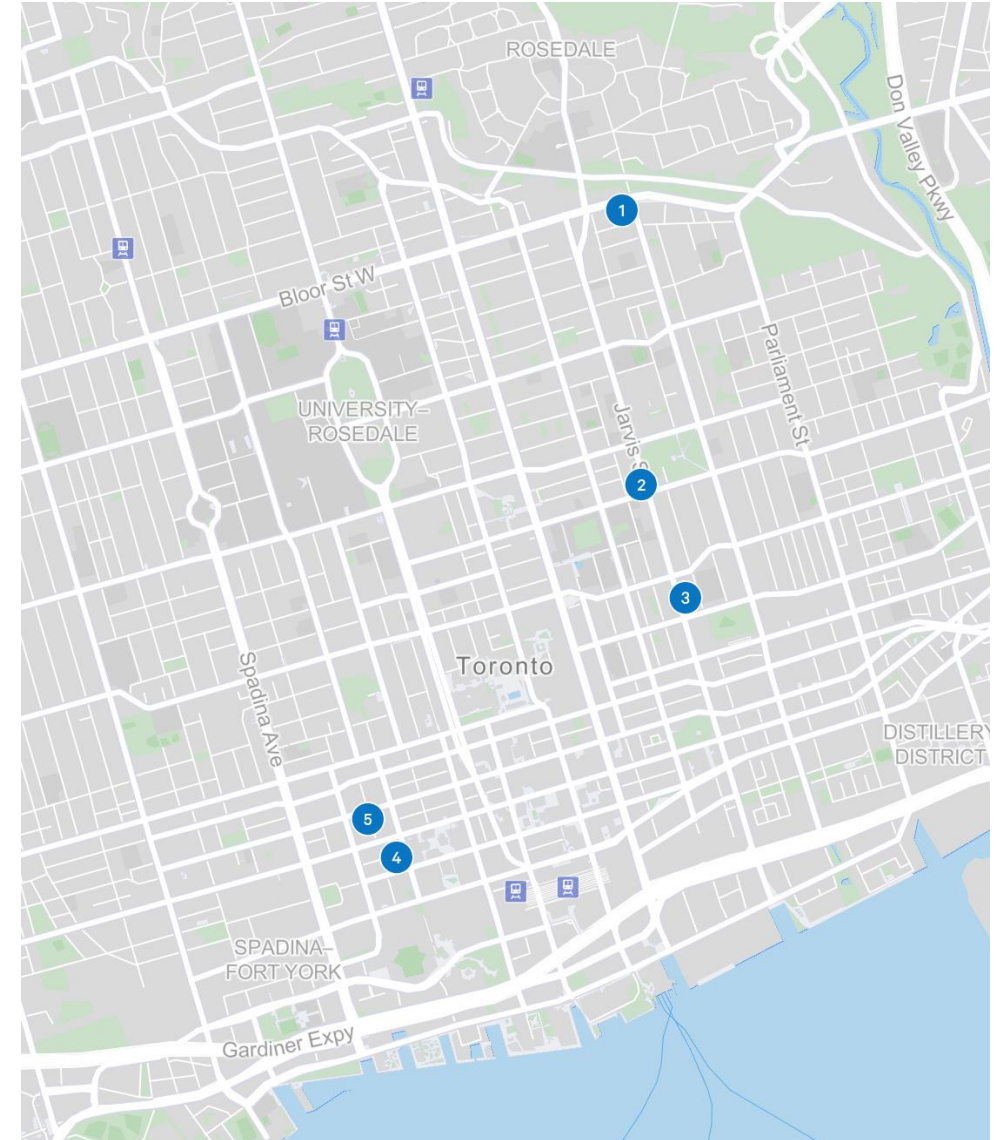 ROSEDALE
Don Valley Pkwy
1
Bloor St W
Parliament St
UNIVERSITY–
ROSEDALE
Jarvis S
2
3
Spadina Ave
Toronto
DISTILLERY
DISTRICT
5
4
SPADINA–
FORT YORK
Gardiner Expy